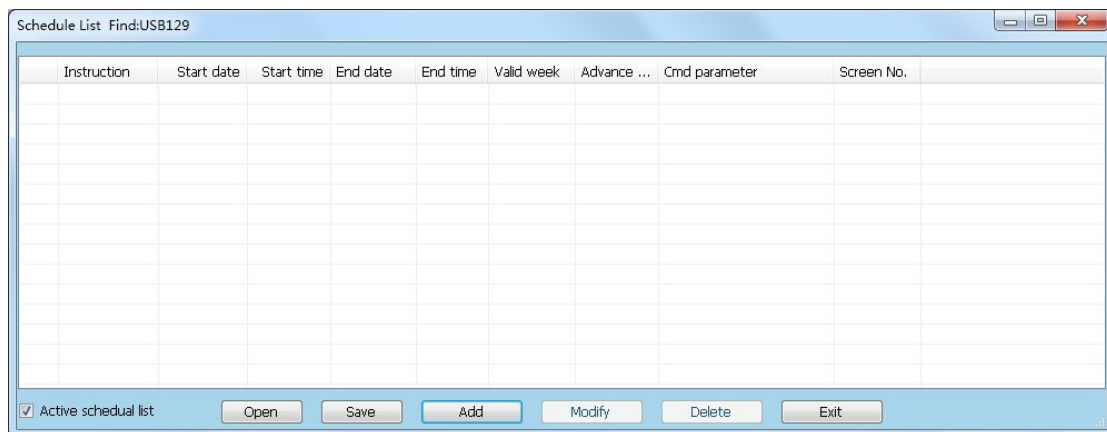 Schedule List Find:USB129
Instruction Start date Start time End date End time Valid week Advance ... Cmd parameter Screen No.
Active schedual list Open Save Add Modify Delete Exit